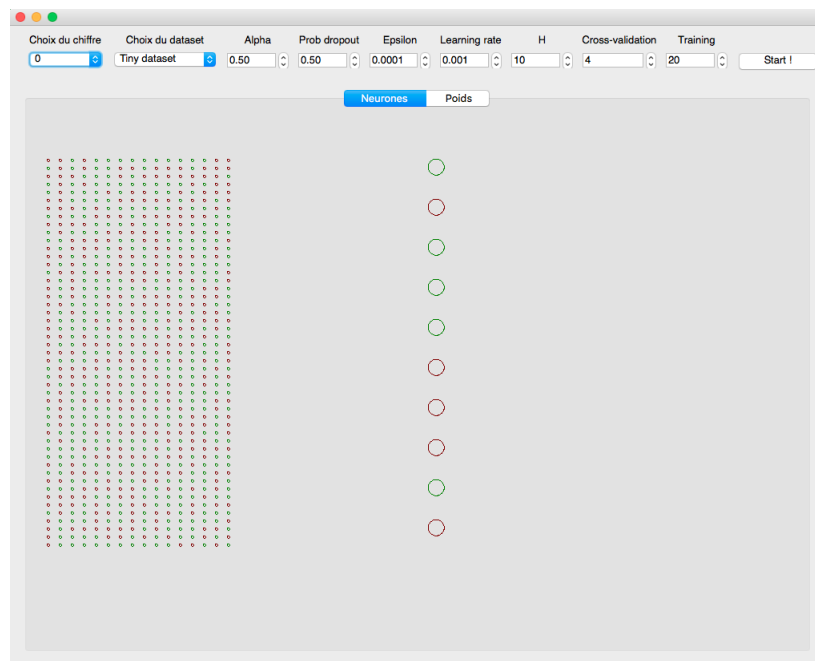 Choix du chiffre Choix du dataset Alpha Prob dropout Epsilon Learning rate H Cross-validation Training
0 Tiny dataset 0.50 0.50 0.0001 0.001 10 4 20 Start !
Neurones Poids